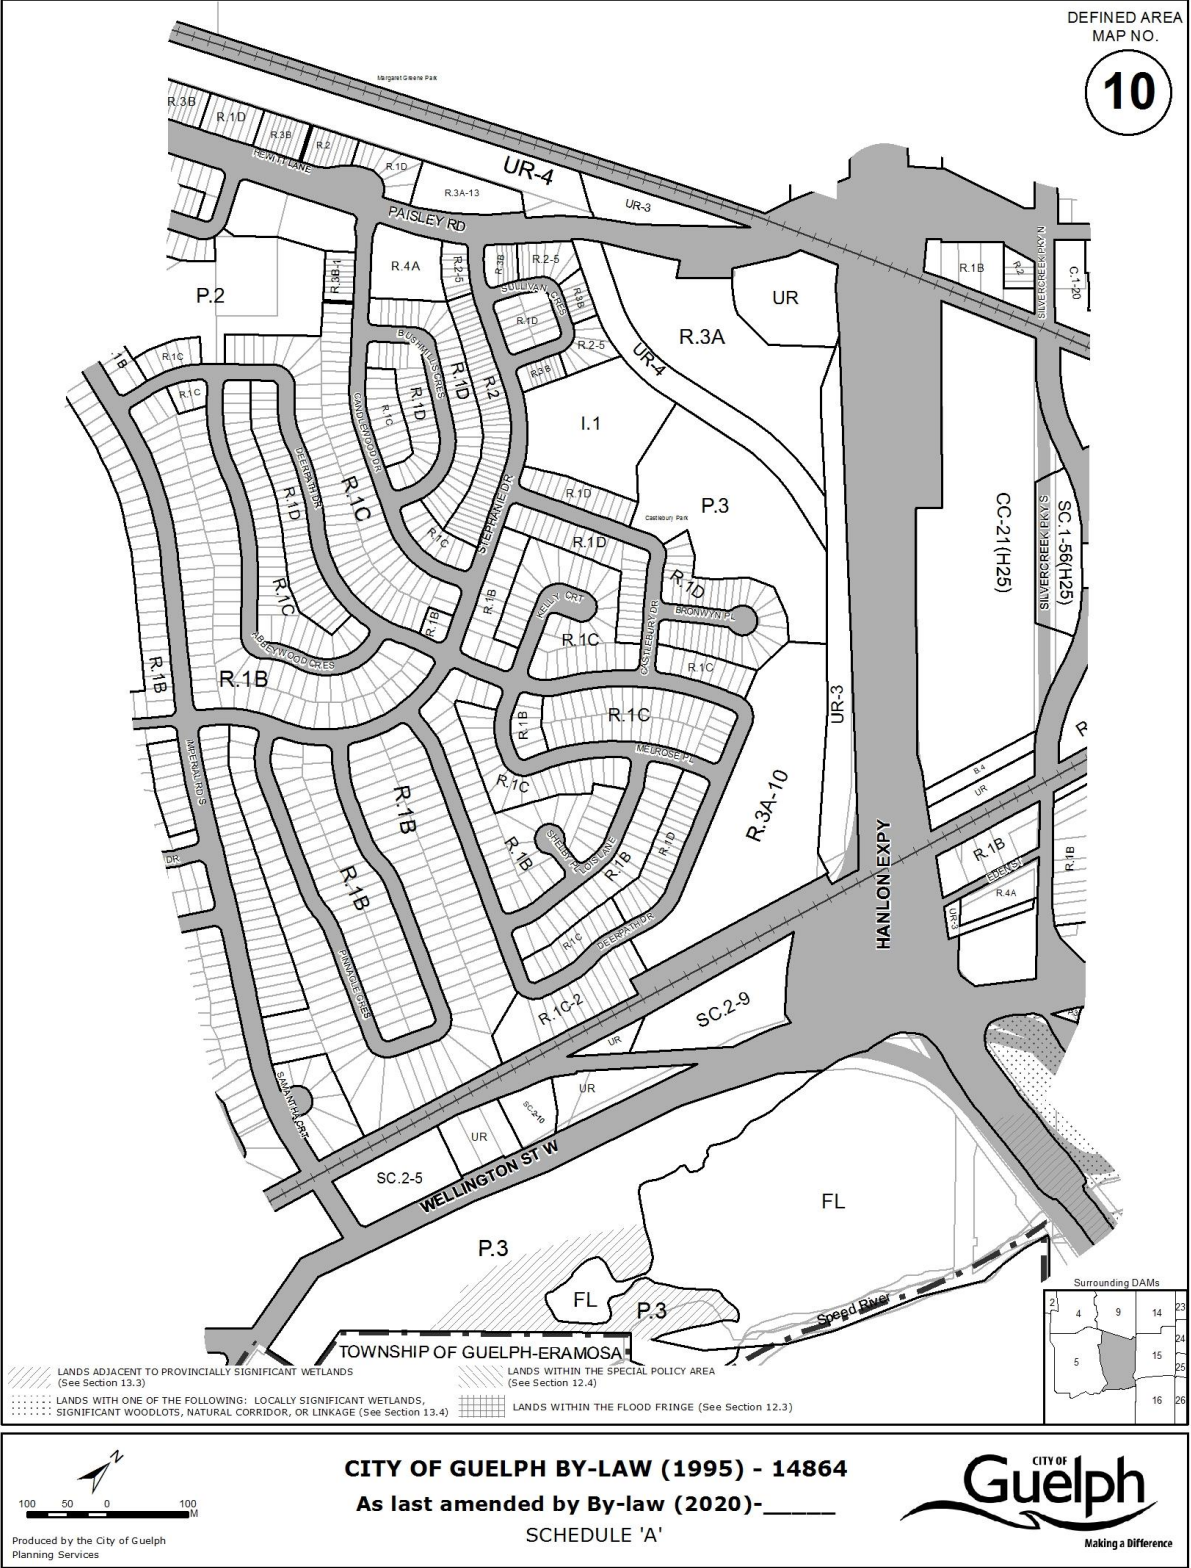 DEFINED AREA
MAP NO.
10
Margaret Greene Park
R.3B
R.1D
R.3B
R.2
HEWITT LANE
R.1D
UR-4
R.3A-13
UR-3
PAISLEY RD
SILVERCREEK PKY N
R.3B-1
R.4A
R.2-5
R.3B
R.2-5
R.1B
R.2
C.1-20
P.2
SULLIVAN CRES
R.3B
UR
R.1D
R.3A
BUSHMILLS CRES
R.2-5
.1B
R.1C
UR-4
R.1D
R.2
R.3B
R.1C
R.1D
R.1C
CANDLEWOOD DR
I.1
DEERPATH DR
R.1D
R.1C
STEPHANIE DR
R.1D
P.3
Castlebury Park
CC-21(H25)
SILVERCREEK PKY S
SC.1-56(H25)
R.1C
R.1D
R.1D
R.1C
R.1B
KELLY CRT
BRONWYN PL
R.1B
CASTLEBURY DR
ABBEYWOOD CRES
R.1C
R.1B
R.1B
R.1C
UR-3
R.1B
R.1C
R
IMPERIAL RD S
MELROSE PL
B.4
R.1C
UR
R.3A-10
R.1B
HANLON EXPY
SHELBY PL
R.1B
LOIS LANE
R.1B
R.1D
R.1B
R.1B
DR
EDEN ST
R.1B
R.4A
UR-3
R.1C
DEERPATH DR
PINNACLE CRES
R.1C-2
SC.2-9
P.3
UR
SAMANTHA CRT
UR
SC.2-10
UR
SC.2-5
WELLINGTON ST W
FL
P.3
Surrounding DAMs
FL
P.3
Speed River
2
4
9
14
23
24
5
15
25
16
26
TOWNSHIP OF GUELPH-ERAMOSA
LANDS ADJACENT TO PROVINCIALLY SIGNIFICANT WETLANDS
(See Section 13.3)
LANDS WITHIN THE SPECIAL POLICY AREA
(See Section 12.4)
LANDS WITH ONE OF THE FOLLOWING: LOCALLY SIGNIFICANT WETLANDS,
SIGNIFICANT WOODLOTS, NATURAL CORRIDOR, OR LINKAGE (See Section 13.4)
LANDS WITHIN THE FLOOD FRINGE (See Section 12.3)
N
100 50 0 100
M
Produced by the City of Guelph
Planning Services
CITY OF GUELPH BY-LAW (1995) - 14864
As last amended by By-law (2020)-_____
SCHEDULE 'A'
CITY OF
Guelph
Making a Difference